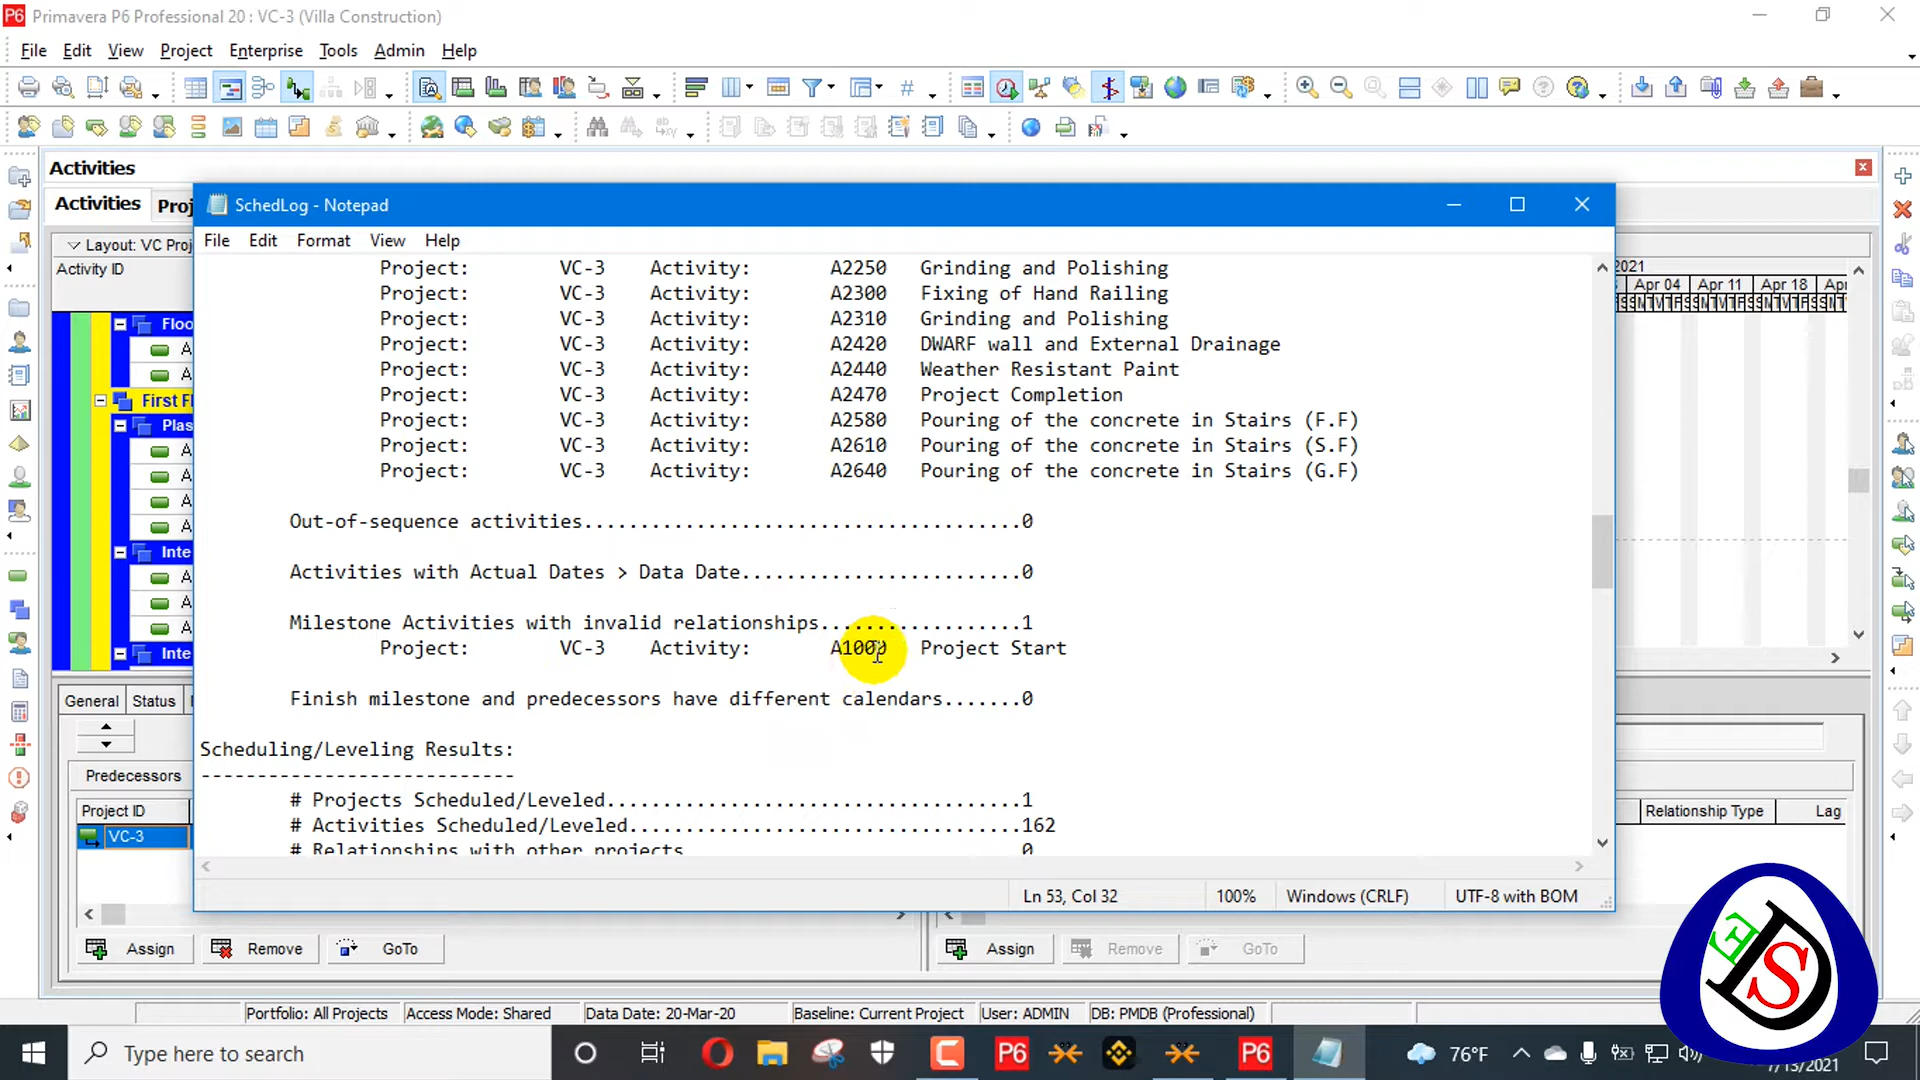 Primavera P6 Professional 20 : VC-3 (Villa Construction)
File Edit View Project Enterprise Tools Admin Help
Activities
Activities Proj
Layout: VC Proj
Activity ID
SchedLog - Notepad
File Edit Format View Help
2021
Apr 04 Apr 11 Apr 18
Project: VC-3 Activity: A2250 Grinding and Polishing
Project: VC-3 Activity: A2300 Fixing of Hand Railing
Project: VC-3 Activity: A2310 Grinding and Polishing
Project: VC-3 Activity: A2420 DWARF wall and External Drainage
Project: VC-3 Activity: A2440 Weather Resistant Paint
Project: VC-3 Activity: A2470 Project Completion
Project: VC-3 Activity: A2580 Pouring of the concrete in Stairs (F.F)
Project: VC-3 Activity: A2610 Pouring of the concrete in Stairs (S.F)
Project: VC-3 Activity: A2640 Pouring of the concrete in Stairs (G.F)
Out-of-sequence activities.......................................0
Activities with Actual Dates > Data Date.........................0
Milestone Activities with invalid relationships..................1
Project: VC-3 Activity: A1000 Project Start
Finish milestone and predecessors have different calendars.......0
Scheduling/Leveling Results:
----------------------------
# Projects Scheduled/Leveled.....................................1
# Activities Scheduled/Leveled...................................162
# Relationships with other projects 0
Ln 53, Col 32 100% Windows (CRLF) UTF-8 with BOM
Floo
First Fl
Plas
Inte
Inte
General Status
Predecessors
Project ID
VC-3
Relationship Type Lag
Assign Remove GoTo
Assign Remove GoTo
Portfolio: All Projects Access Mode: Shared Data Date: 20-Mar-20 Baseline: Current Project User: ADMIN DB: PMDB (Professional)
Type here to search
76°F
7/13/2021
E D S